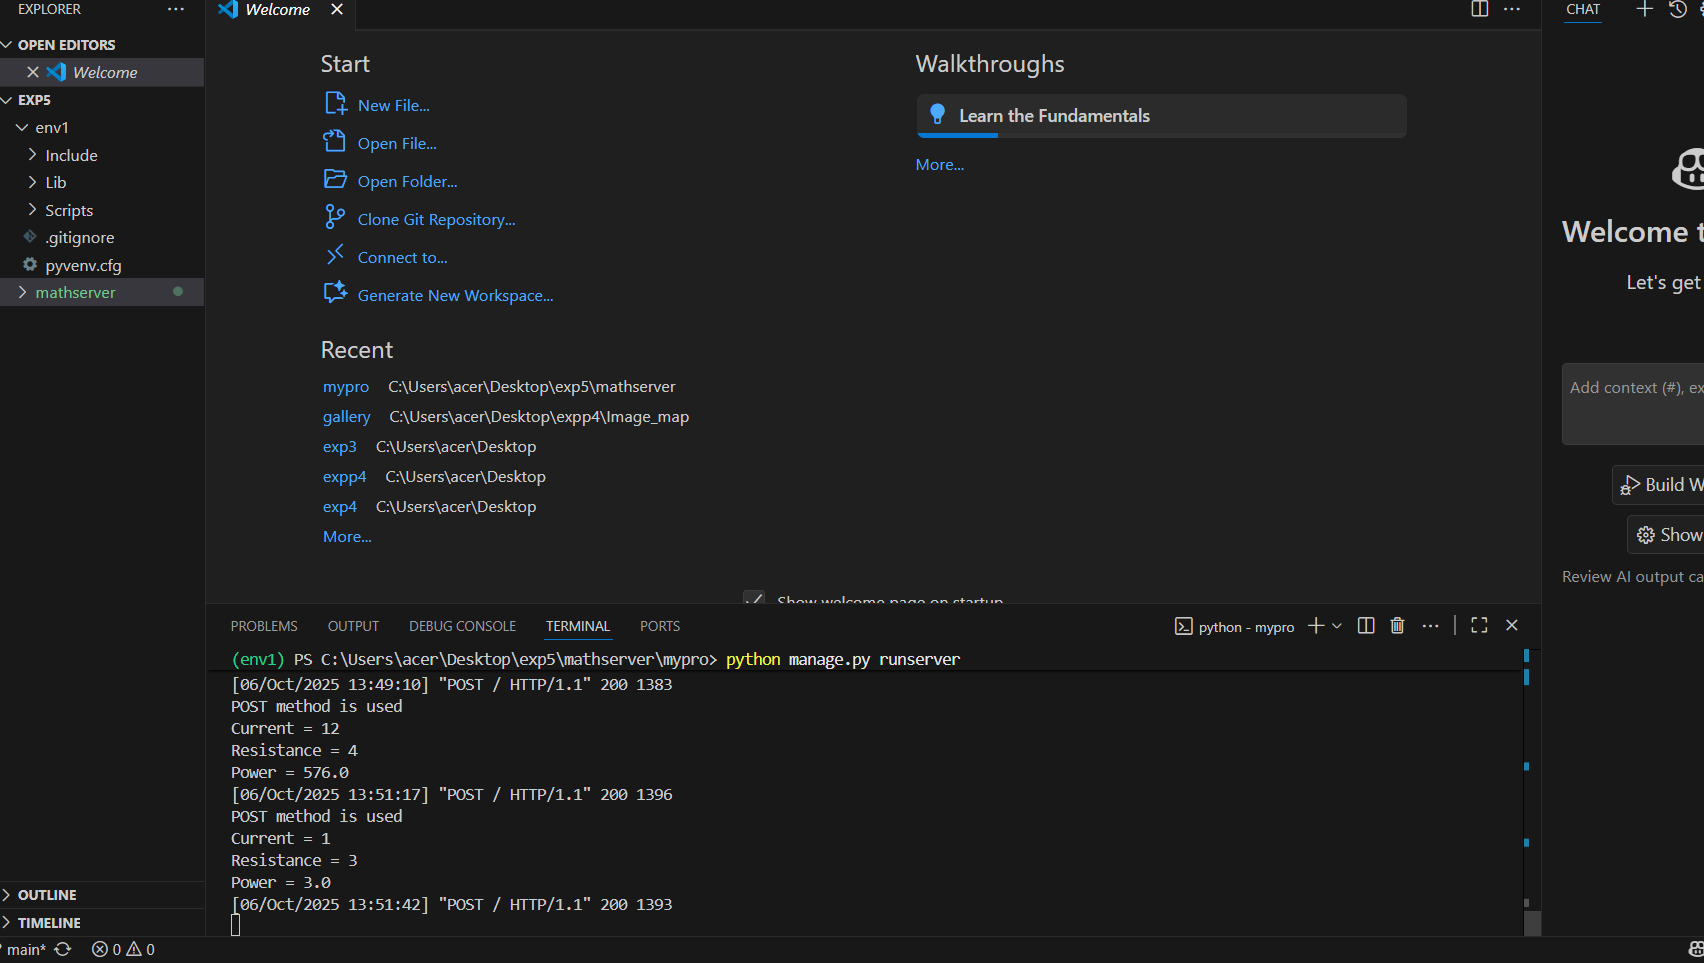 EXPLORER
OPEN EDITORS
Welcome
EXP5
env1
Include
Lib
Scripts
.gitignore
pyvenv.cfg
mathserver
OUTLINE
TIMELINE
Welcome
Start
New File...
Open File...
Open Folder...
Clone Git Repository...
Connect to...
Generate New Workspace...
Recent
mypro C:\Users\acer\Desktop\exp5\mathserver
gallery C:\Users\acer\Desktop\expp4\Image_map
exp3 C:\Users\acer\Desktop
expp4 C:\Users\acer\Desktop
exp4 C:\Users\acer\Desktop
More...
Walkthroughs
Learn the Fundamentals
More...
Show welcome page on startup
PROBLEMS OUTPUT DEBUG CONSOLE TERMINAL PORTS
python - mypro
(env1) PS C:\Users\acer\Desktop\exp5\mathserver\mypro> python manage.py runserver
[06/Oct/2025 13:49:10] "POST / HTTP/1.1" 200 1383
POST method is used
Current = 12
Resistance = 4
Power = 576.0
[06/Oct/2025 13:51:17] "POST / HTTP/1.1" 200 1396
POST method is used
Current = 1
Resistance = 3
Power = 3.0
[06/Oct/2025 13:51:42] "POST / HTTP/1.1" 200 1393
CHAT
Welcome t
Let's get
Add context (#), ex
Build W
Show
Review AI output ca
main* 0 0